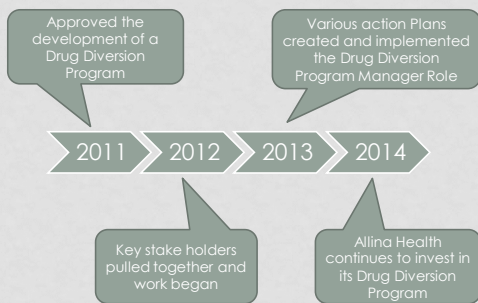 Approved the
development of a
Drug Diversion
Program
Various action Plans
created and implemented
the Drug Diversion
Program Manager Role
2011
2012
2013
2014
Key stake holders
pulled together and
work began
Allina Health
continues to invest in
its Drug Diversion
Program